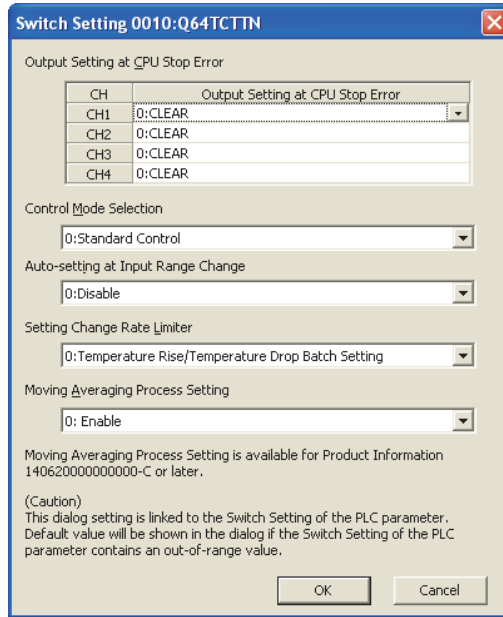 Switch Setting 0010:Q64TCTTN
Output Setting at CPU Stop Error
CH Output Setting at CPU Stop Error
CH1 0:CLEAR
CH2 0:CLEAR
CH3 0:CLEAR
CH4 0:CLEAR
Control Mode Selection
0:Standard Control
Auto-setting at Input Range Change
0:Disable
Setting Change Rate Limiter
0:Temperature Rise/Temperature Drop Batch Setting
Moving Averaging Process Setting
0: Enable
Moving Averaging Process Setting is available for Product Information
140620000000000-C or later.
(Caution)
This dialog setting is linked to the Switch Setting of the PLC parameter.
Default value will be shown in the dialog if the Switch Setting of the PLC
parameter contains an out-of-range value.
OK Cancel